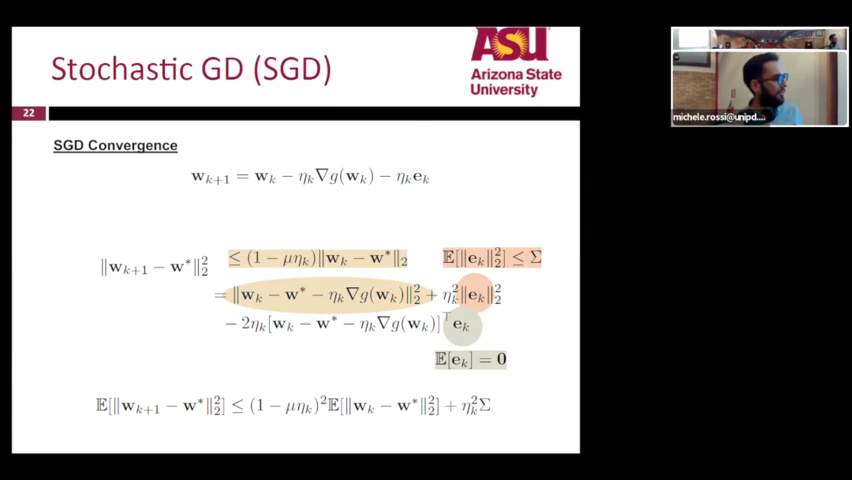 Stochastic GD (SGD)
ASU
Arizona State
University
22
michele.rossi@unipd....
SGD Convergence
w_{k+1} = w_k − η_k∇g(w_k) − η_k e_k
≤ (1 − μη_k)‖w_k − w*‖_2
𝔼[‖e_k‖_2^2] ≤ Σ
‖w_{k+1} − w*‖_2^2
= ‖w_k − w* − η_k∇g(w_k)‖_2^2 + η_k^2‖e_k‖_2^2
− 2η_k[w_k − w* − η_k∇g(w_k)]^⊤ e_k
𝔼[e_k] = 0
𝔼[‖w_{k+1} − w*‖_2^2] ≤ (1 − μη_k)^2 𝔼[‖w_k − w*‖_2^2] + η_k^2 Σ